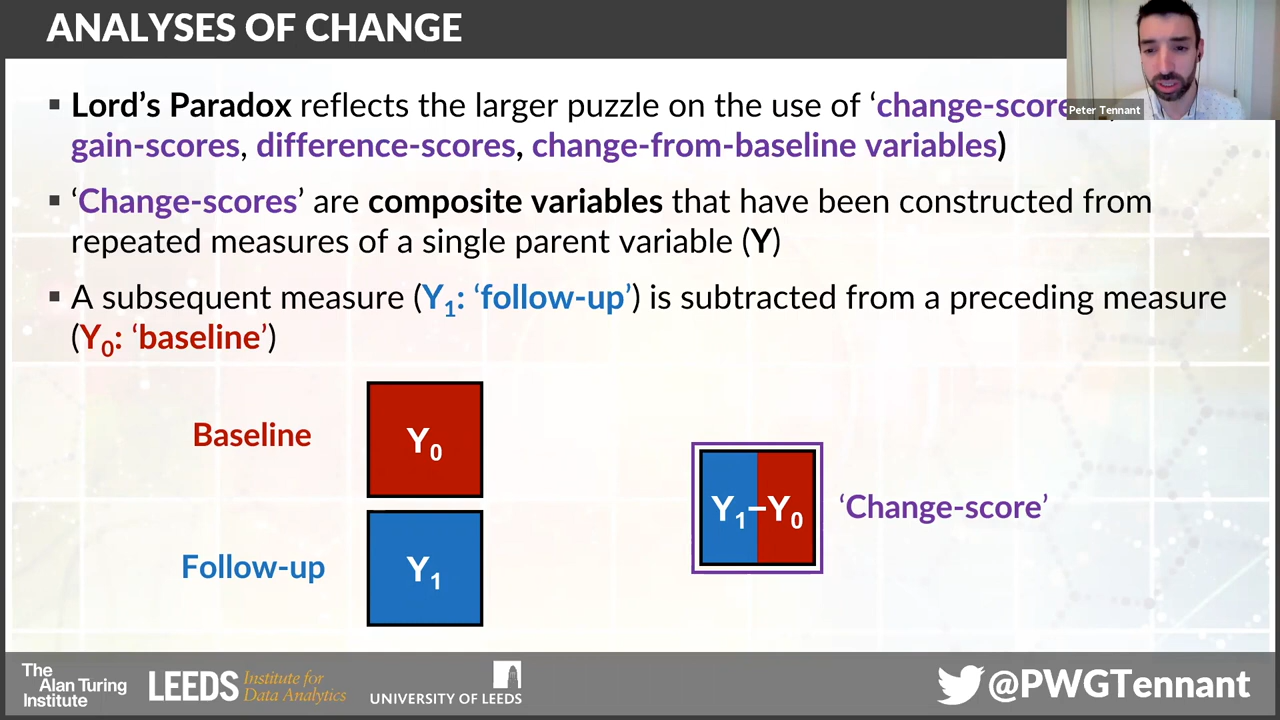 ANALYSES OF CHANGE
Peter Tennant
▪ Lord's Paradox reflects the larger puzzle on the use of ‘change-score
gain-scores, difference-scores, change-from-baseline variables)
▪ ‘Change-scores’ are composite variables that have been constructed from
repeated measures of a single parent variable (Y)
▪ A subsequent measure (Y₁: ‘follow-up’) is subtracted from a preceding measure
(Y₀: ‘baseline’)
Baseline
Y₀
Y₁–Y₀
‘Change-score’
Follow-up
Y₁
The
Alan Turing
Institute
LEEDS Institute for
Data Analytics
UNIVERSITY OF LEEDS
@PWGTennant